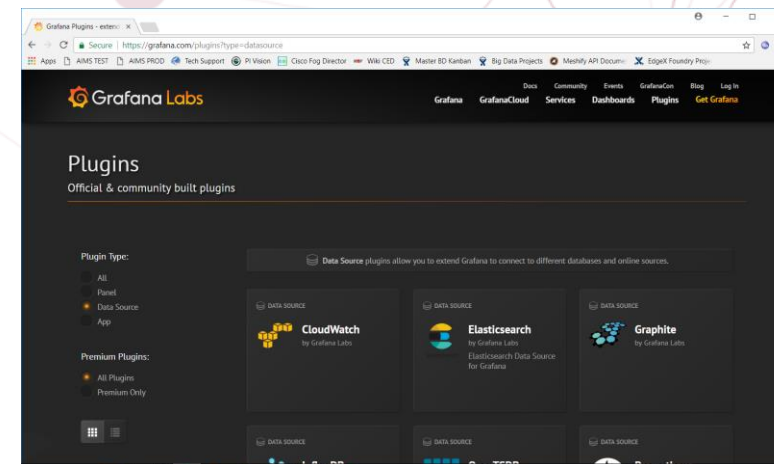 Grafana Plugins - exten
Secure | https://grafana.com/plugins?type=datasource
Apps AIMS TEST AIMS PROD Tech Support PI Vision Cisco Fog Director Wiki CED Master BD Kanban Big Data Projects Meshify API Docume EdgeX Foundry Proj
Docs Community Events GrafanaCon Blog Log In
Grafana Labs
Grafana GrafanaCloud Services Dashboards Plugins Get Grafana
Plugins
Official & community built plugins
Plugin Type:
All
Panel
Data Source
App
Premium Plugins:
All Plugins
Premium Only
Data Source plugins allow you to extend Grafana to connect to different databases and online sources.
DATA SOURCE
CloudWatch
by Grafana Labs
DATA SOURCE
Elasticsearch
by Grafana Labs
Elasticsearch Data Source
for Grafana
DATA SOURCE
Graphite
by Grafana Labs
DATA SOURCE
DATA SOURCE
DATA SOURCE